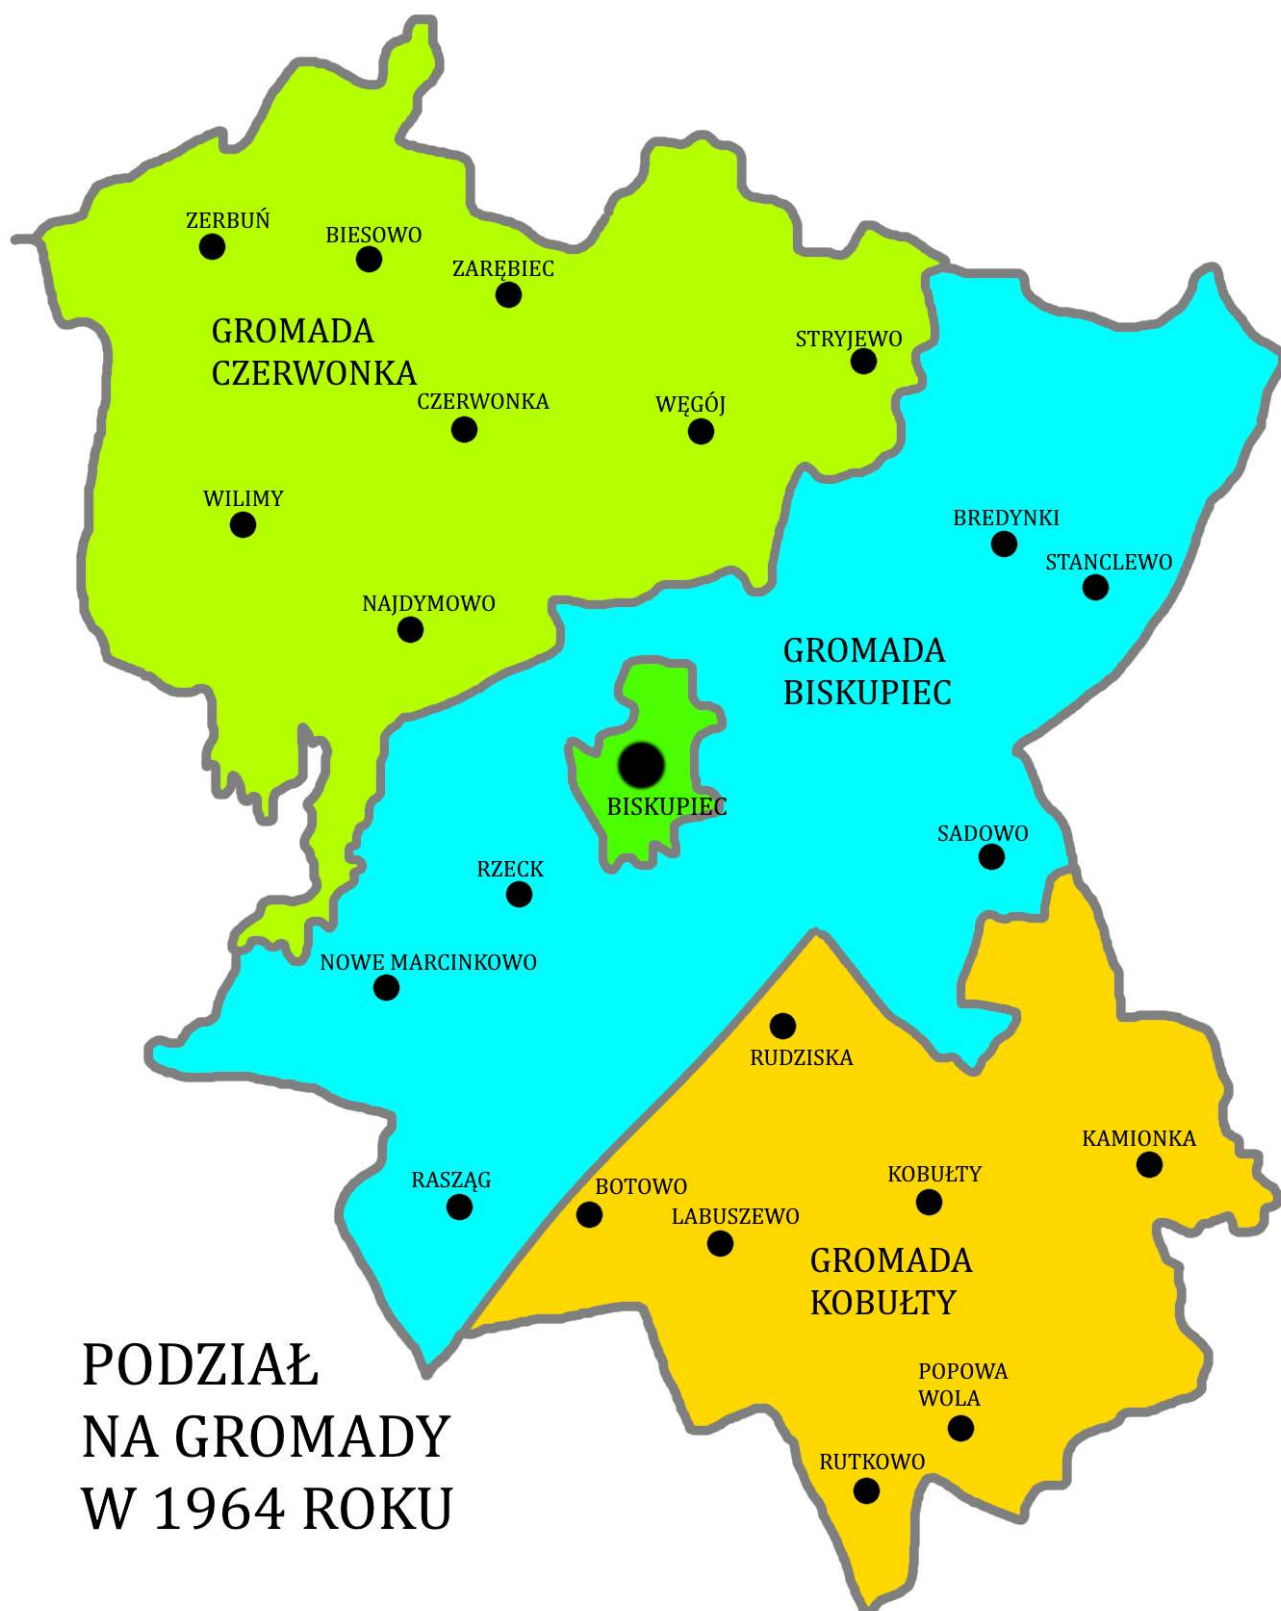 ZERBUŃ
BIESOWO
ZARĘBIEC
GROMADA
CZERWONKA
STRYJEWO
CZERWONKA
WĘGÓJ
WILIMY
BREDYNKI
STANCLEWO
NAJDYMOWO
GROMADA
BISKUPIEC
BISKUPIEC
SADOWO
RZECK
NOWE MARCINKOWO
RUDZISKA
KAMIONKA
RASZĄG
BOTOWO
KOBUŁTY
LABUSZEWO
GROMADA
KOBUŁTY
POPOWA
WOLA
RUTKOWO
PODZIAŁ
NA GROMADY
W 1964 ROKU